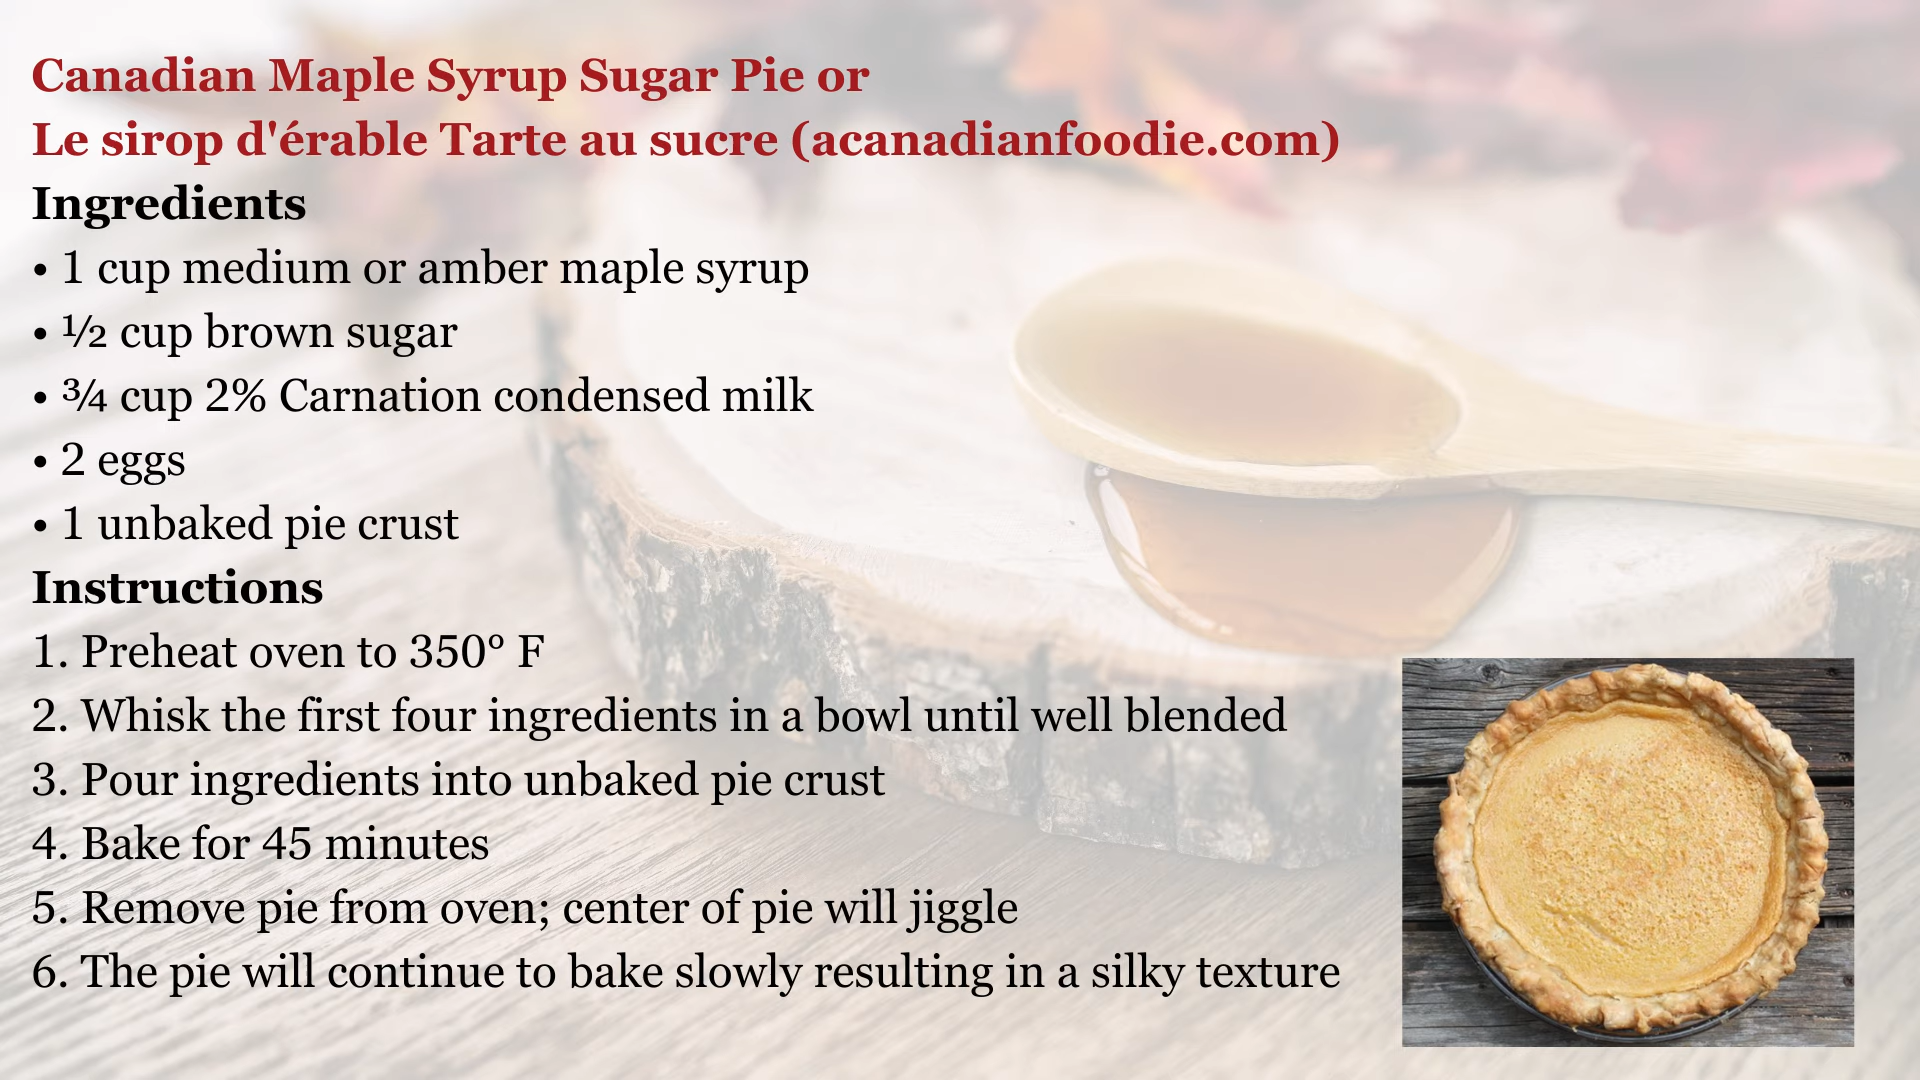 Canadian Maple Syrup Sugar Pie or
Le sirop d'érable Tarte au sucre (acanadianfoodie.com)
Ingredients
• 1 cup medium or amber maple syrup
• ½ cup brown sugar
• ¾ cup 2% Carnation condensed milk
• 2 eggs
• 1 unbaked pie crust
Instructions
1. Preheat oven to 350° F
2. Whisk the first four ingredients in a bowl until well blended
3. Pour ingredients into unbaked pie crust
4. Bake for 45 minutes
5. Remove pie from oven; center of pie will jiggle
6. The pie will continue to bake slowly resulting in a silky texture